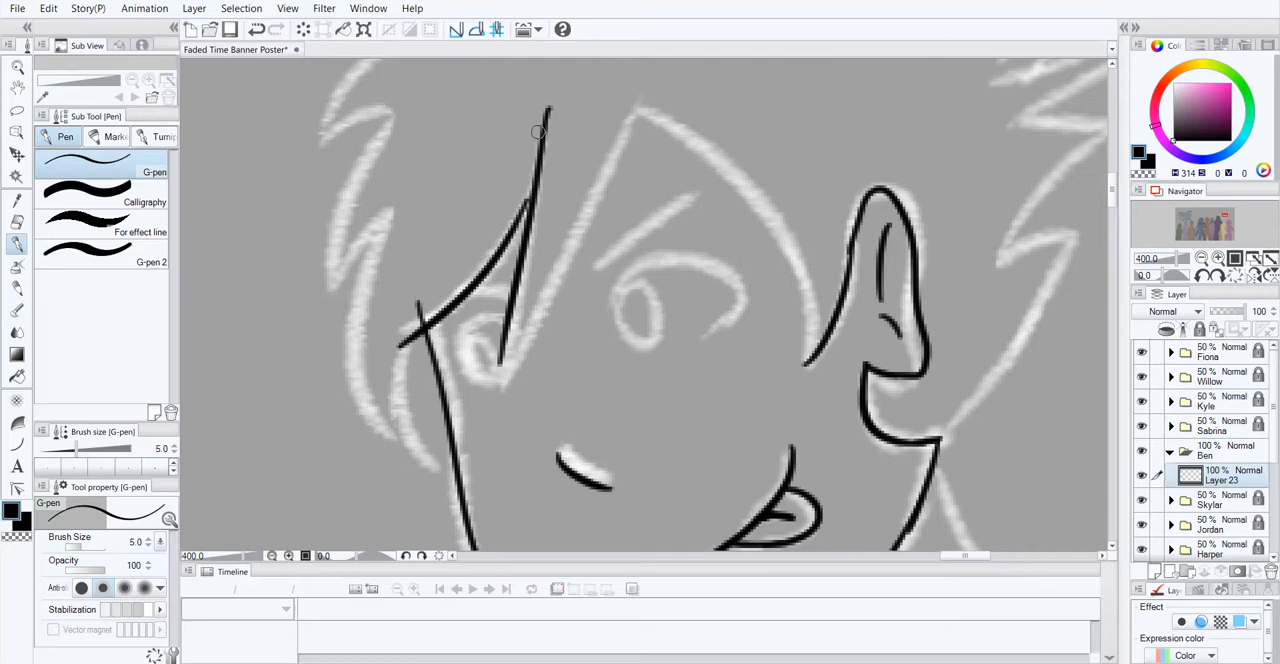 File Edit Story Animation Layer Selection View Filter Window Help
Sub View
Faded Time Banner Poster*
Sub Tool [Pen]
Pen Marke Turnip
G-pen
Calligraphy
For effect line
G-pen 2
Brush size [G-pen]
5.0
Tool property [G-pen]
G-pen
Brush Size 5.0
Opacity 100
Anti-al
Stabilization
Vector magnet
400.0 0.0
Timeline
/ /
H 314 S 0 V 0
Navigator
400.0
0.0
Layer
Normal 100
50 % Normal
Fiona
50 % Normal
Willow
50 % Normal
Kyle
50 % Normal
Sabrina
100 % Normal
Ben
100 % Normal
Layer 23
50 % Normal
Skylar
50 % Normal
Jordan
50 % Normal
Harper
Effect
Expression color
Color